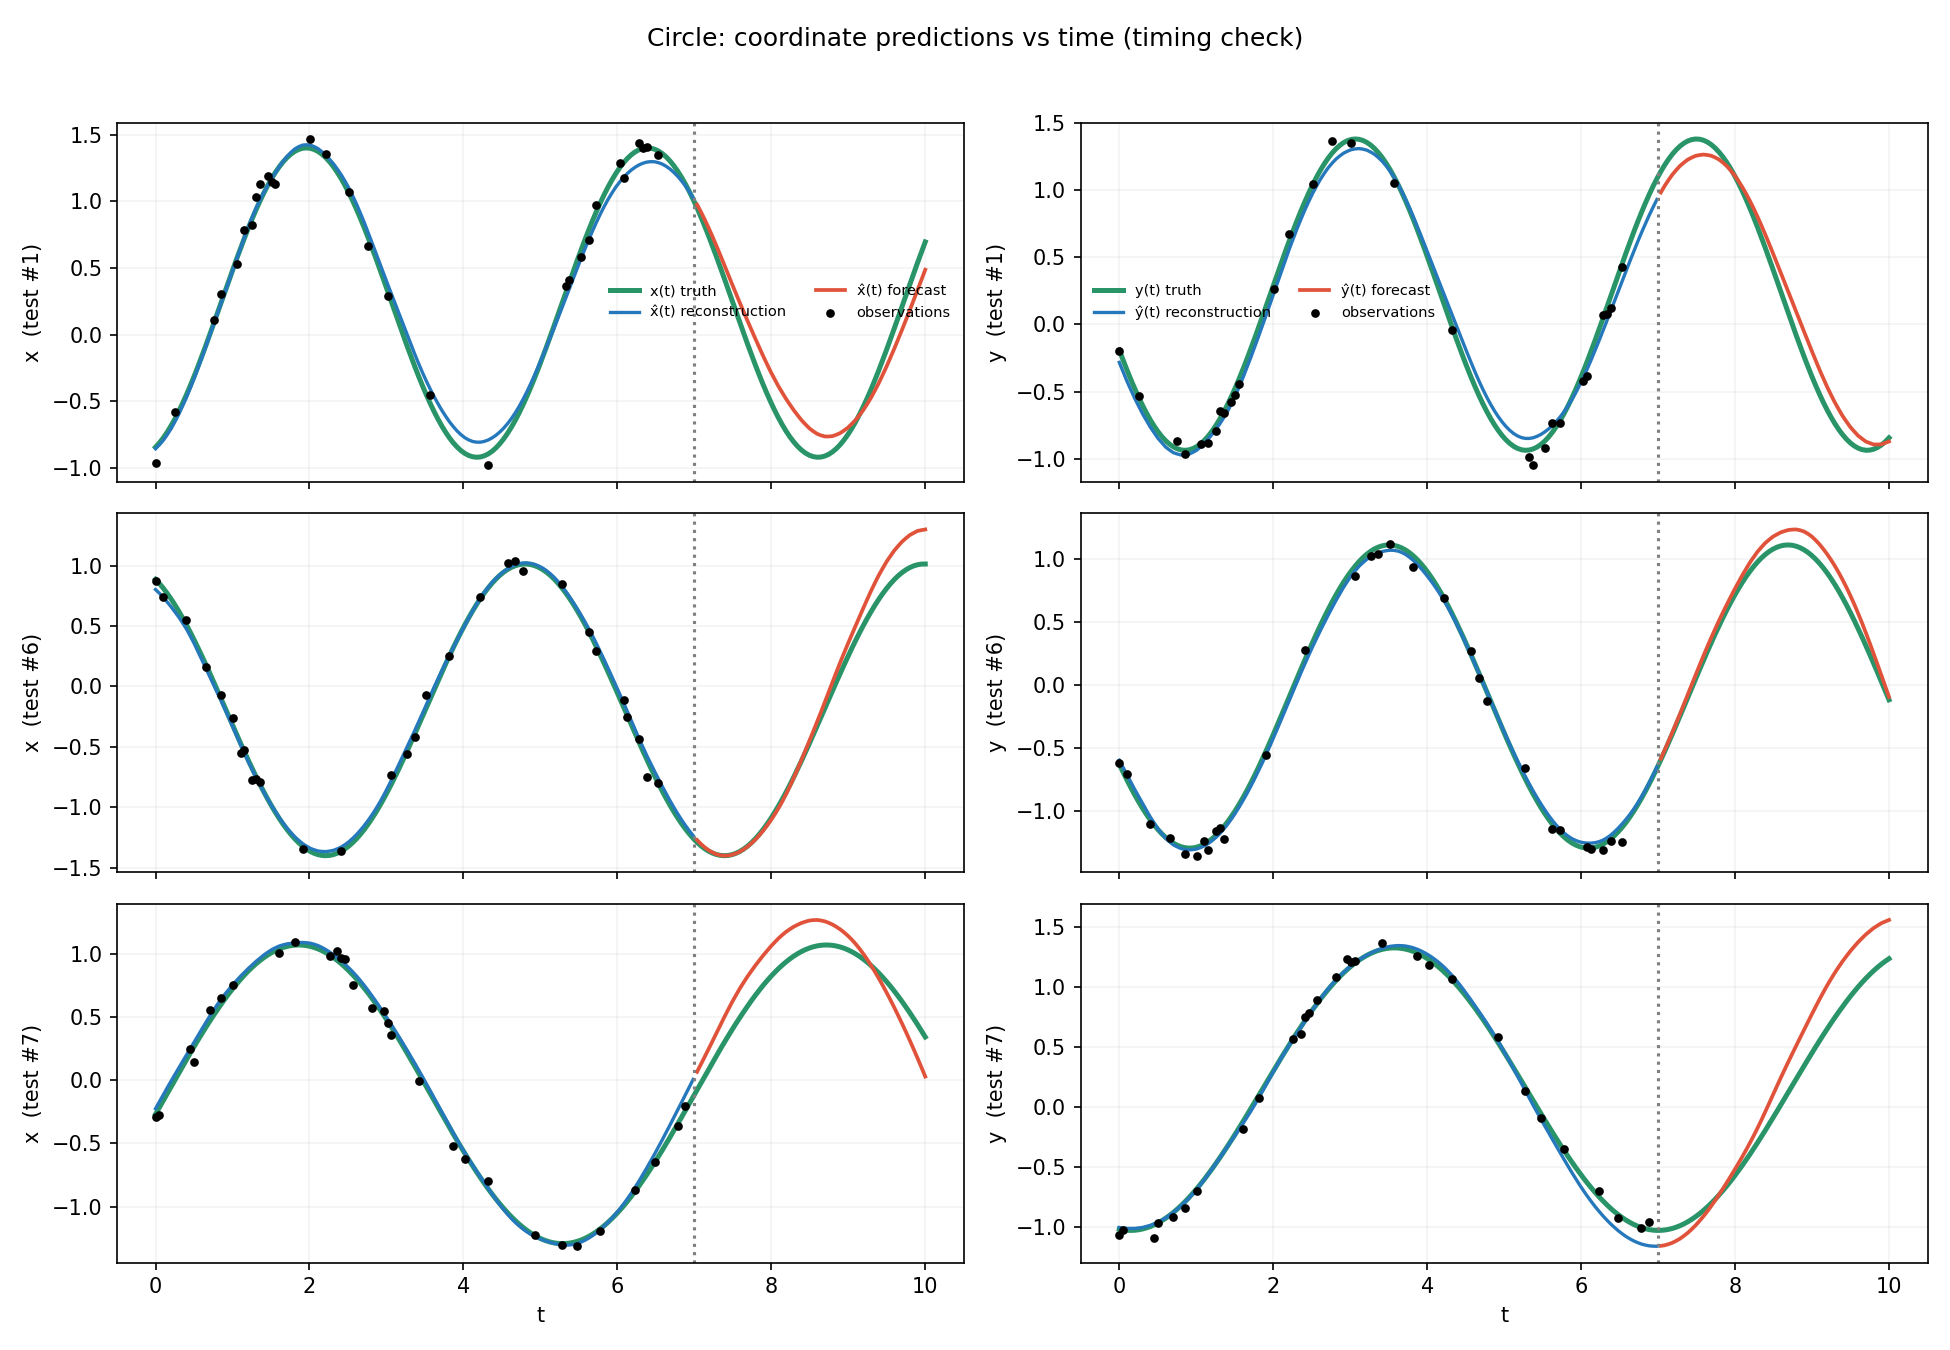 Circle: coordinate predictions vs time (timing check)
1.5
1.0
0.5
0.0
−0.5
−1.0
x (test #1)
x(t) truth
x̂(t) reconstruction
x̂(t) forecast
observations
1.5
1.0
0.5
0.0
−0.5
−1.0
y (test #1)
y(t) truth
ŷ(t) reconstruction
ŷ(t) forecast
observations
1.0
0.5
0.0
−0.5
−1.0
−1.5
x (test #6)
1.0
0.5
0.0
−0.5
−1.0
y (test #6)
1.0
0.5
0.0
−0.5
−1.0
x (test #7)
0 2 4 6 8 10
t
1.5
1.0
0.5
0.0
−0.5
−1.0
y (test #7)
0 2 4 6 8 10
t